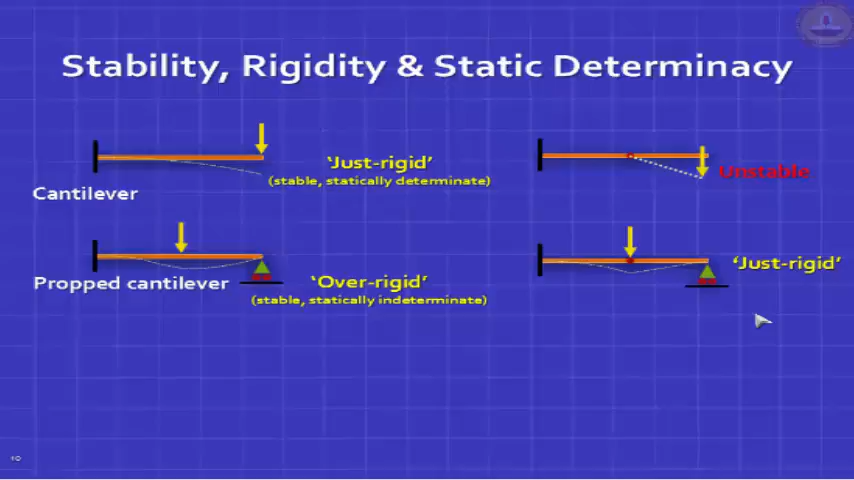 Stability, Rigidity & Static Determinacy
'Just-rigid'
(stable, statically determinate)
Cantilever
Unstable
Propped cantilever
'Over-rigid'
(stable, statically indeterminate)
'Just-rigid'
10